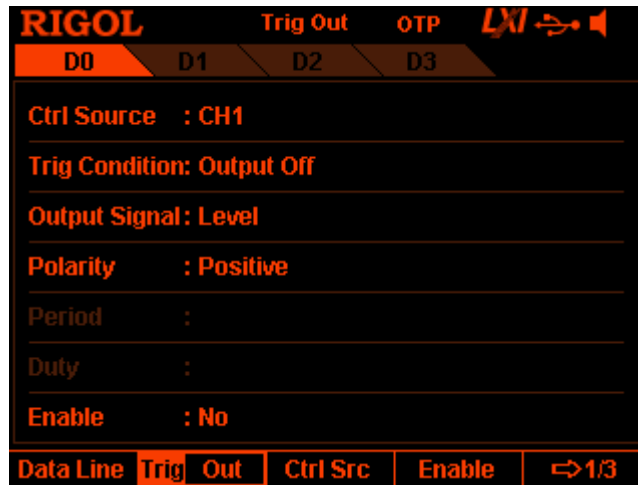 RIGOL Trig Out OTP LXI
D0 D1 D2 D3
Ctrl Source : CH1
Trig Condition: Output Off
Output Signal: Level
Polarity : Positive
Period :
Duty :
Enable : No
Data Line Trig Out Ctrl Src Enable ⇨1/3